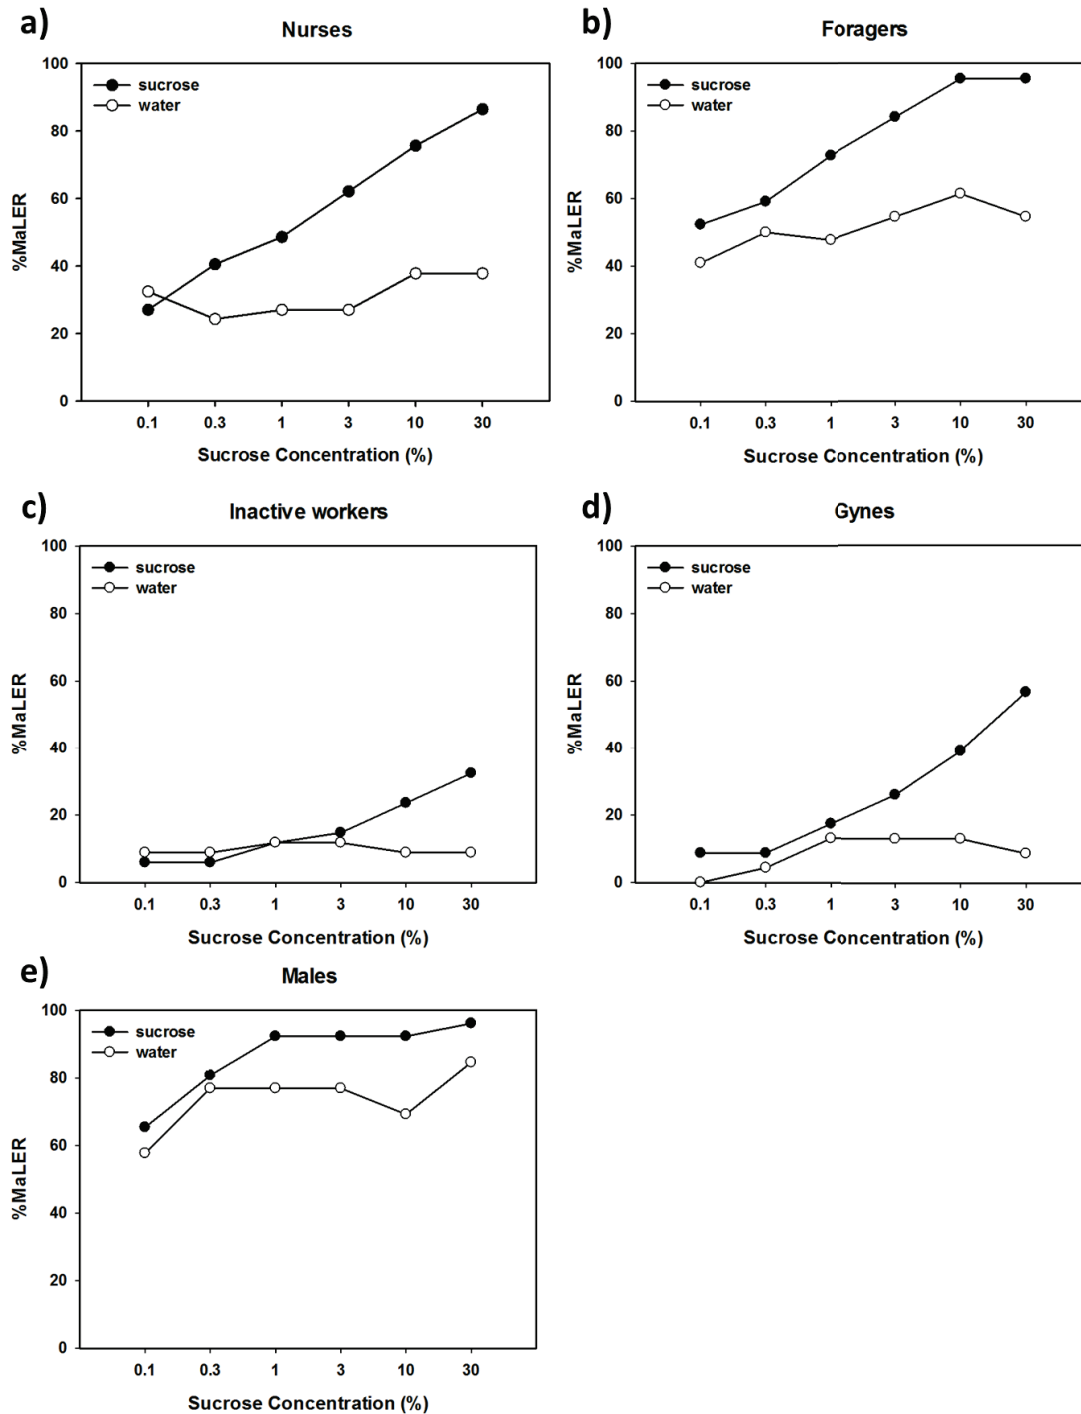 a)
Nurses
100
80
60
40
20
0
%MaLER
sucrose
water
0.1 0.3 1 3 10 30
Sucrose Concentration (%)
b)
Foragers
100
80
60
40
20
0
%MaLER
sucrose
water
0.1 0.3 1 3 10 30
Sucrose Concentration (%)
c)
Inactive workers
100
80
60
40
20
0
%MaLER
sucrose
water
0.1 0.3 1 3 10 30
Sucrose Concentration (%)
d)
Gynes
100
80
60
40
20
0
%MaLER
sucrose
water
0.1 0.3 1 3 10 30
Sucrose Concentration (%)
e)
Males
100
80
60
40
20
0
%MaLER
sucrose
water
0.1 0.3 1 3 10 30
Sucrose Concentration (%)